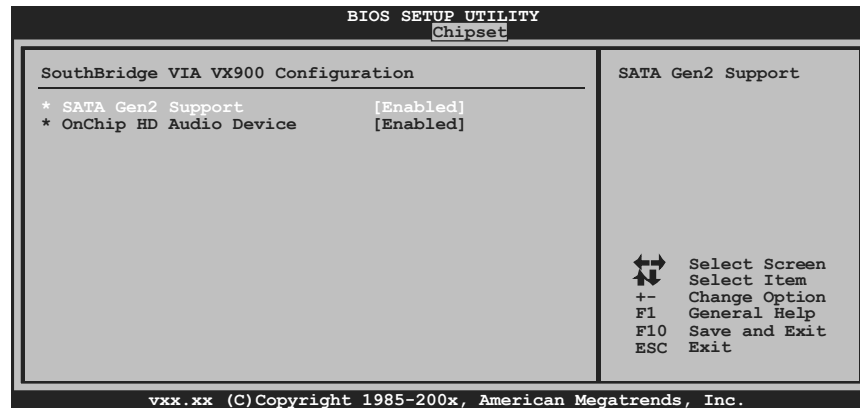 BIOS SETUP UTILITY
Chipset
SouthBridge VIA VX900 Configuration
* SATA Gen2 Support [Enabled]
* OnChip HD Audio Device [Enabled]
SATA Gen2 Support
Select Screen
Select Item
+- Change Option
F1 General Help
F10 Save and Exit
ESC Exit
vxx.xx (C)Copyright 1985-200x, American Megatrends, Inc.